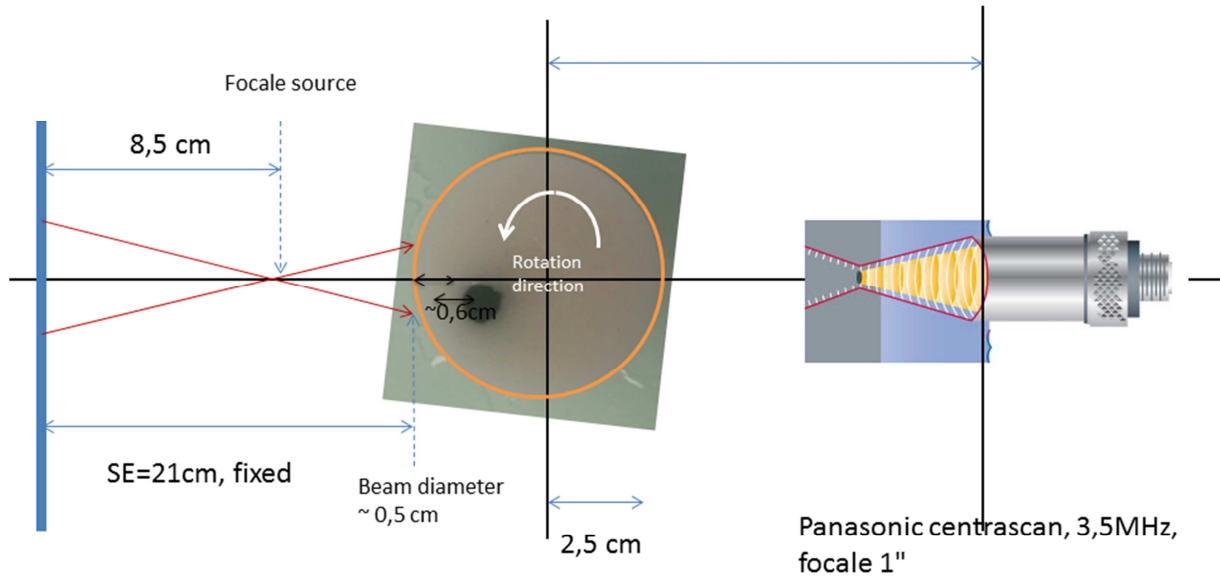 Focale source
8,5 cm
Rotation
direction
~0,6cm
SE=21cm, fixed
Beam diameter
~ 0,5 cm
2,5 cm
Panasonic centrascan, 3,5MHz,
focale 1"